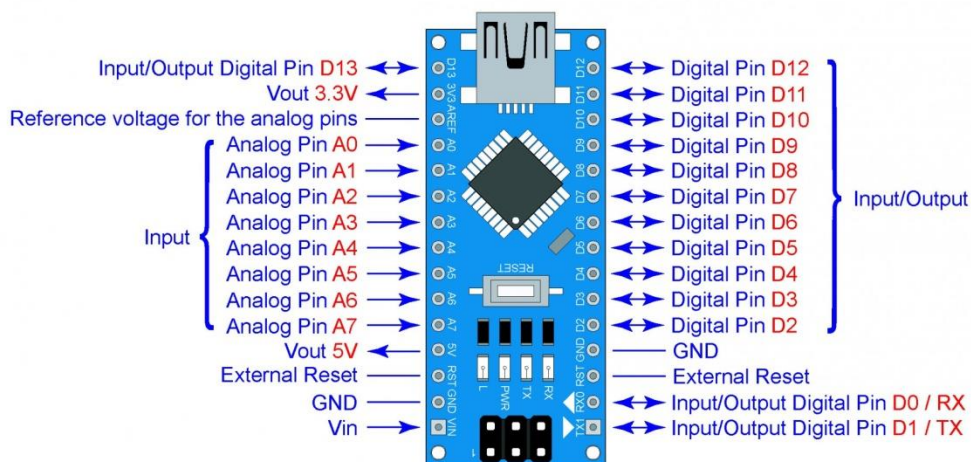 Input/Output Digital Pin D13
Vout 3.3V
Reference voltage for the analog pins
Analog Pin A0
Analog Pin A1
Analog Pin A2
Analog Pin A3
Analog Pin A4
Analog Pin A5
Analog Pin A6
Analog Pin A7
Input
Vout 5V
External Reset
GND
Vin
D13
3V3
AREF
A0
A1
A2
A3
A4
A5
A6
A7
5V
RST
GND
VIN
RESET
L
PWR
TX
RX
1
D12
D11
D10
D9
D8
D7
D6
D5
D4
D3
D2
GND
RST
RX0
TX1
Digital Pin D12
Digital Pin D11
Digital Pin D10
Digital Pin D9
Digital Pin D8
Digital Pin D7
Digital Pin D6
Digital Pin D5
Digital Pin D4
Digital Pin D3
Digital Pin D2
Input/Output
GND
External Reset
Input/Output Digital Pin D0 / RX
Input/Output Digital Pin D1 / TX